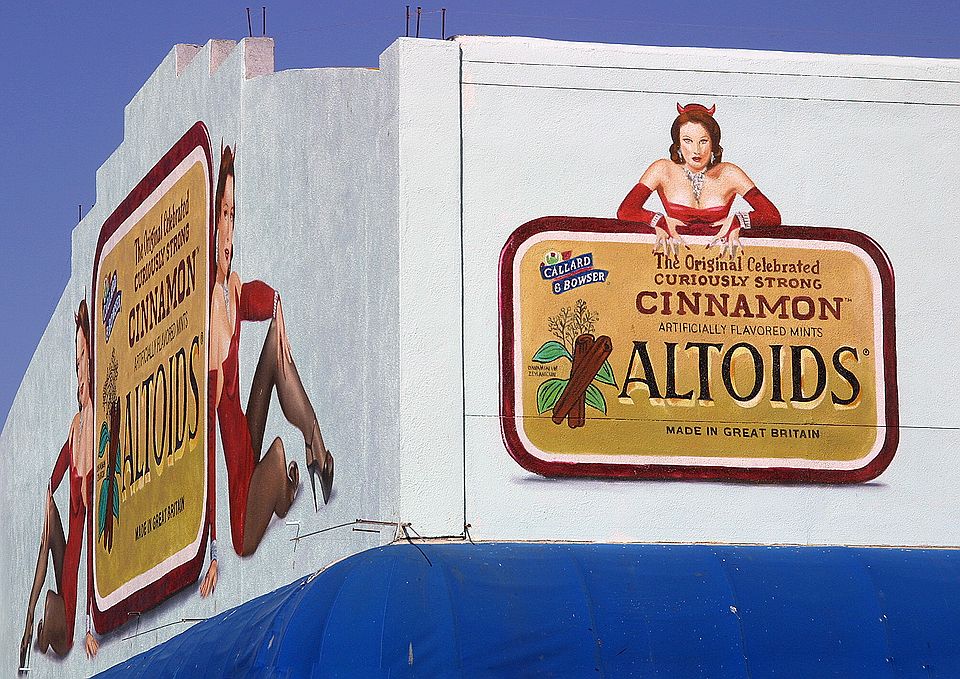 The Original Celebrated
CURIOUSLY STRONG
CINNAMON
ALTOIDS
MADE IN GREAT BRITAIN
CALLARD
& BOWSER
The Original Celebrated
CURIOUSLY STRONG
CINNAMON™
ARTIFICIALLY FLAVORED MINTS
ALTOIDS®
MADE IN GREAT BRITAIN